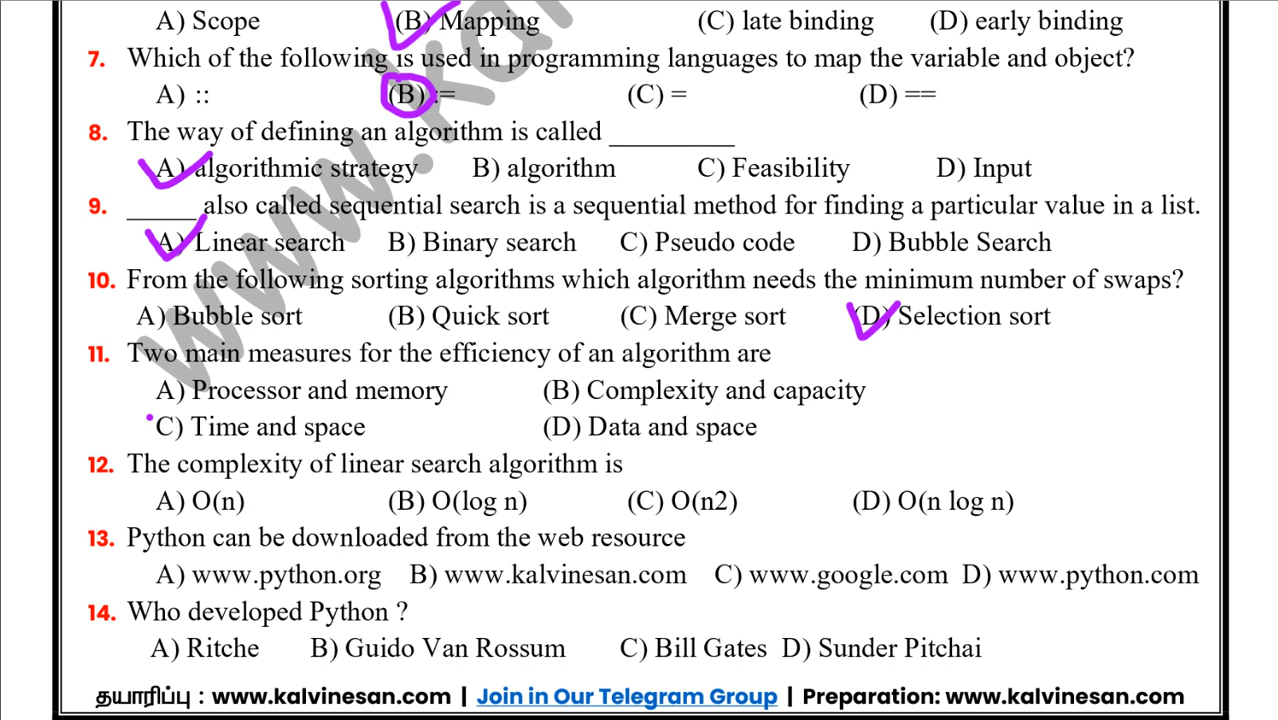 A) Scope (B) Mapping (C) late binding (D) early binding
7. Which of the following is used in programming languages to map the variable and object?
A) :: (B) := (C) = (D) ==
8. The way of defining an algorithm is called _________
A) algorithmic strategy B) algorithm C) Feasibility D) Input
9. _____ also called sequential search is a sequential method for finding a particular value in a list.
A) Linear search B) Binary search C) Pseudo code D) Bubble Search
10. From the following sorting algorithms which algorithm needs the minimum number of swaps?
A) Bubble sort (B) Quick sort (C) Merge sort (D) Selection sort
11. Two main measures for the efficiency of an algorithm are
A) Processor and memory (B) Complexity and capacity
C) Time and space (D) Data and space
12. The complexity of linear search algorithm is
A) O(n) (B) O(log n) (C) O(n2) (D) O(n log n)
13. Python can be downloaded from the web resource
A) www.python.org B) www.kalvinesan.com C) www.google.com D) www.python.com
14. Who developed Python ?
A) Ritche B) Guido Van Rossum C) Bill Gates D) Sunder Pitchai
தயாரிப்பு : www.kalvinesan.com | Join in Our Telegram Group | Preparation: www.kalvinesan.com